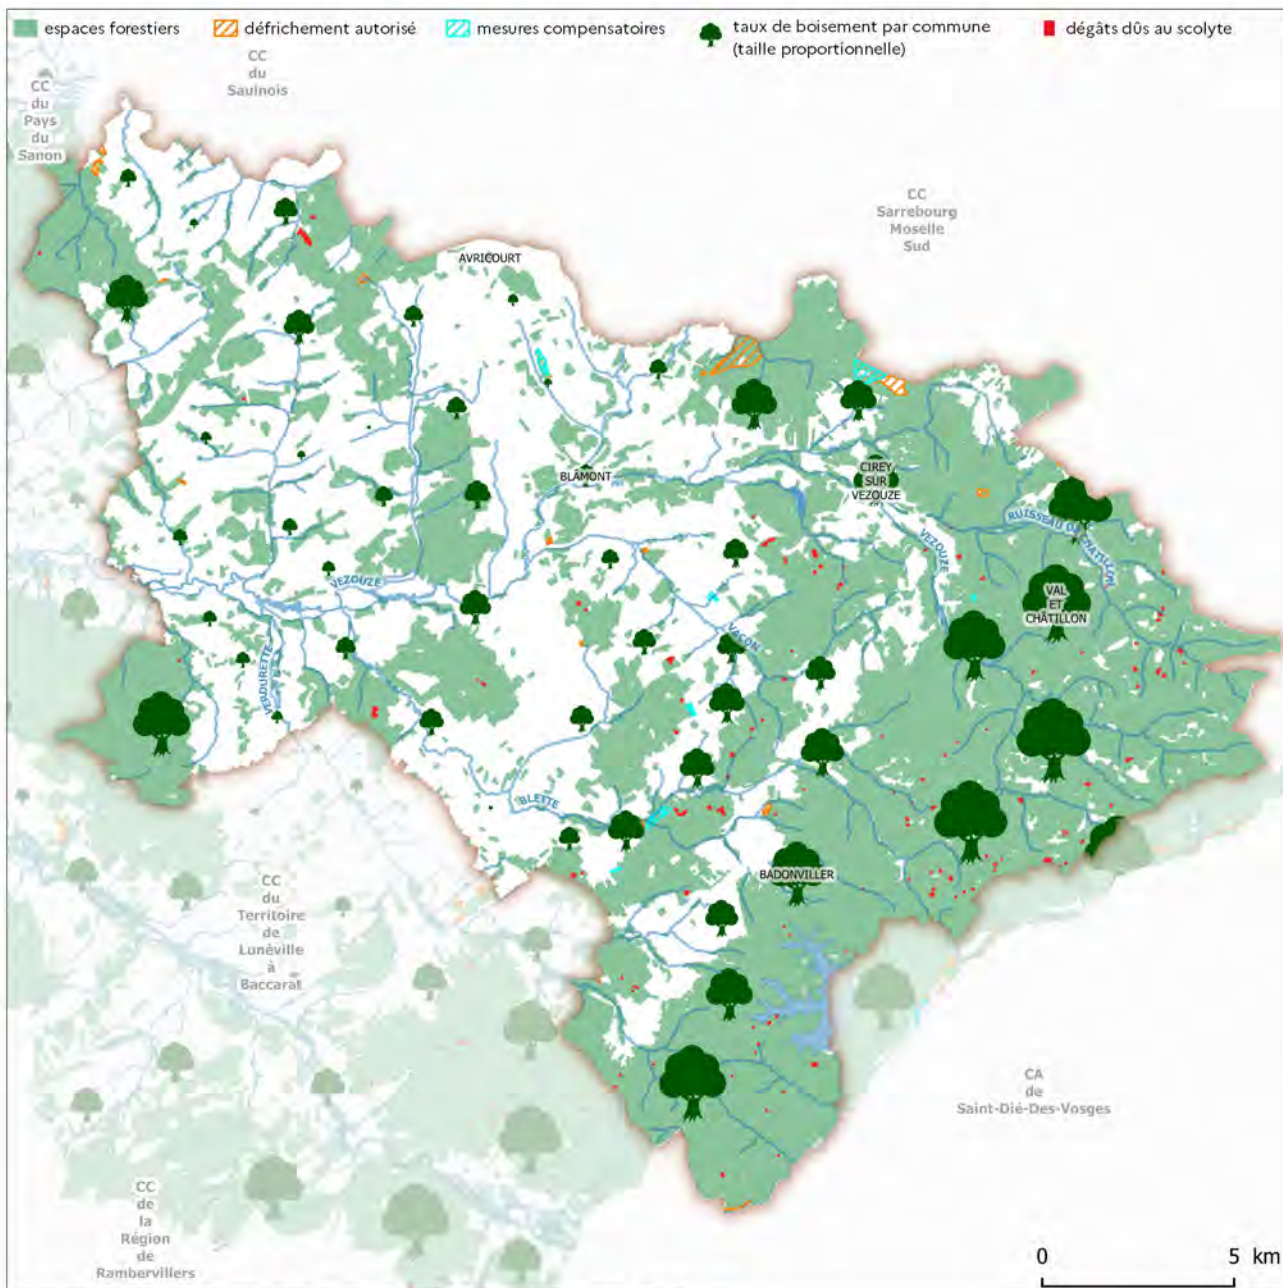 espaces forestiers
défrichement autorisé
mesures compensatoires
taux de boisement par commune
(taille proportionnelle)
dégâts dûs au scolyte
CC
du
Saulnois
CC
du
Pays
du
Sanon
CC
Sarrebourg
Moselle
Sud
AVRICOURT
BLÂMONT
CIREY
SUR
VEZOUZE
RUISSEAU DE CHÂTILLON
VEZOUZE
VEZOUZE
VAL
ET
CHÂTILLON
VACON
VERDURETTE
BLETTE
BADONVILLER
CC
du
Territoire
de
Lunéville
à
Baccarat
CA
de
Saint-Dié-Des-Vosges
CC
de
la
Région
de
Rambervillers
0 5 km